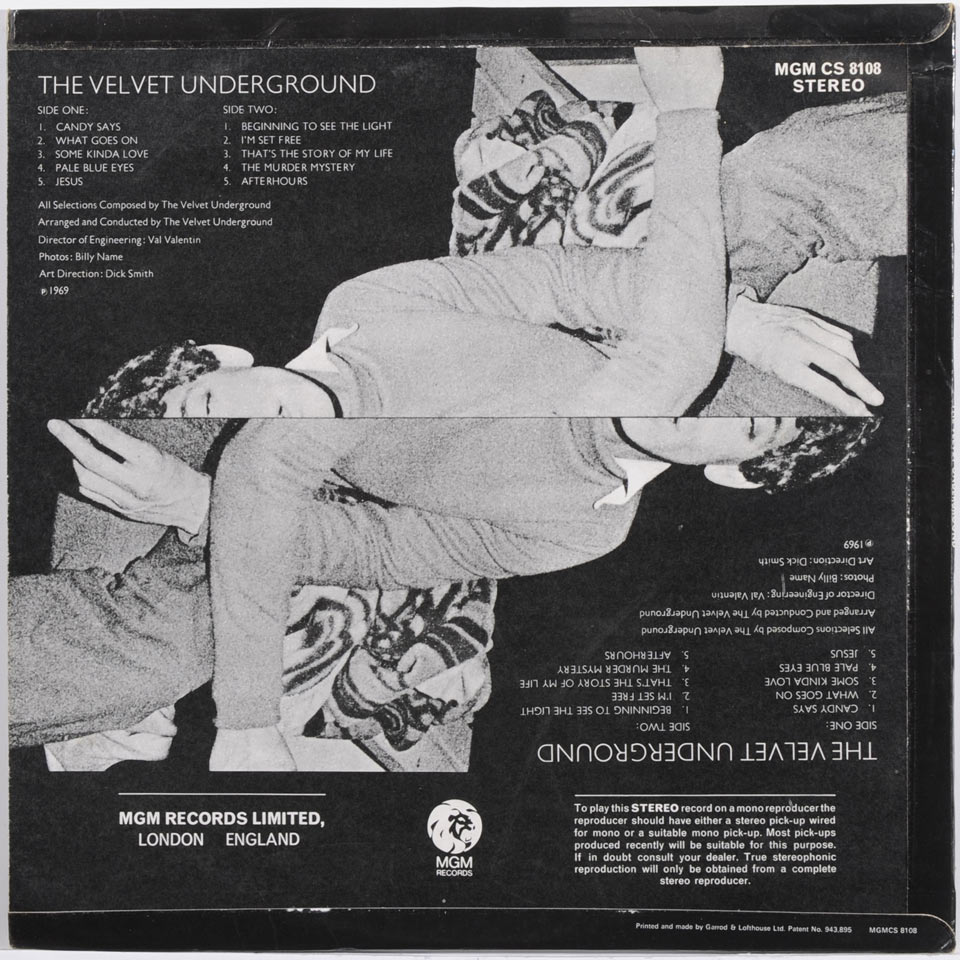 THE VELVET UNDERGROUND
SIDE ONE:
1. CANDY SAYS
2. WHAT GOES ON
3. SOME KINDA LOVE
4. PALE BLUE EYES
5. JESUS
SIDE TWO:
1. BEGINNING TO SEE THE LIGHT
2. I'M SET FREE
3. THAT'S THE STORY OF MY LIFE
4. THE MURDER MYSTERY
5. AFTERHOURS
All Selections Composed by The Velvet Underground
Arranged and Conducted by The Velvet Underground
Director of Engineering: Val Valentin
Photos: Billy Name
Art Direction: Dick Smith
℗ 1969
MGM CS 8108
STEREO
THE VELVET UNDERGROUND
SIDE ONE:
1. CANDY SAYS
2. WHAT GOES ON
3. SOME KINDA LOVE
4. PALE BLUE EYES
5. JESUS
SIDE TWO:
1. BEGINNING TO SEE THE LIGHT
2. I'M SET FREE
3. THAT'S THE STORY OF MY LIFE
4. THE MURDER MYSTERY
5. AFTERHOURS
All Selections Composed by The Velvet Underground
Arranged and Conducted by The Velvet Underground
Director of Engineering: Val Valentin
Photos: Billy Name
Art Direction: Dick Smith
℗ 1969
MGM RECORDS LIMITED,
LONDON ENGLAND
MGM
RECORDS
To play this STEREO record on a mono reproducer the
reproducer should have either a stereo pick-up wired
for mono or a suitable mono pick-up. Most pick-ups
produced recently will be suitable for this purpose.
If in doubt consult your dealer. True stereophonic
reproduction will only be obtained from a complete
stereo reproducer.
Printed and made by Garrod & Lofthouse Ltd. Patent No. 943,895 MGMCS 8108